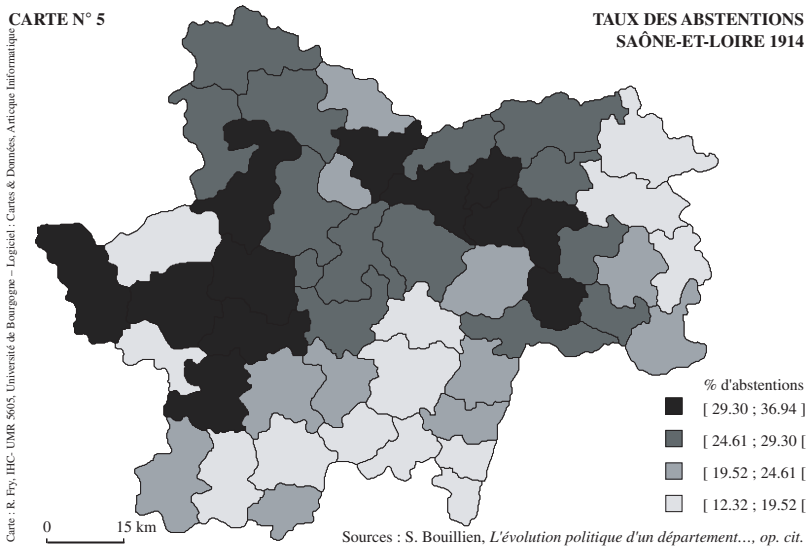 CARTE N° 5
TAUX DES ABSTENTIONS
SAÔNE-ET-LOIRE 1914
Carte : R. Fry, IHC- UMR 5605, Université de Bourgogne – Logiciel : Cartes & Données, Articque Iniformatique
% d'abstentions
[ 29.30 ; 36.94 ]
[ 24.61 ; 29.30 [
[ 19.52 ; 24.61 [
[ 12.32 ; 19.52 [
0 15 km
Sources : S. Bouillien, L'évolution politique d'un département…, op. cit.